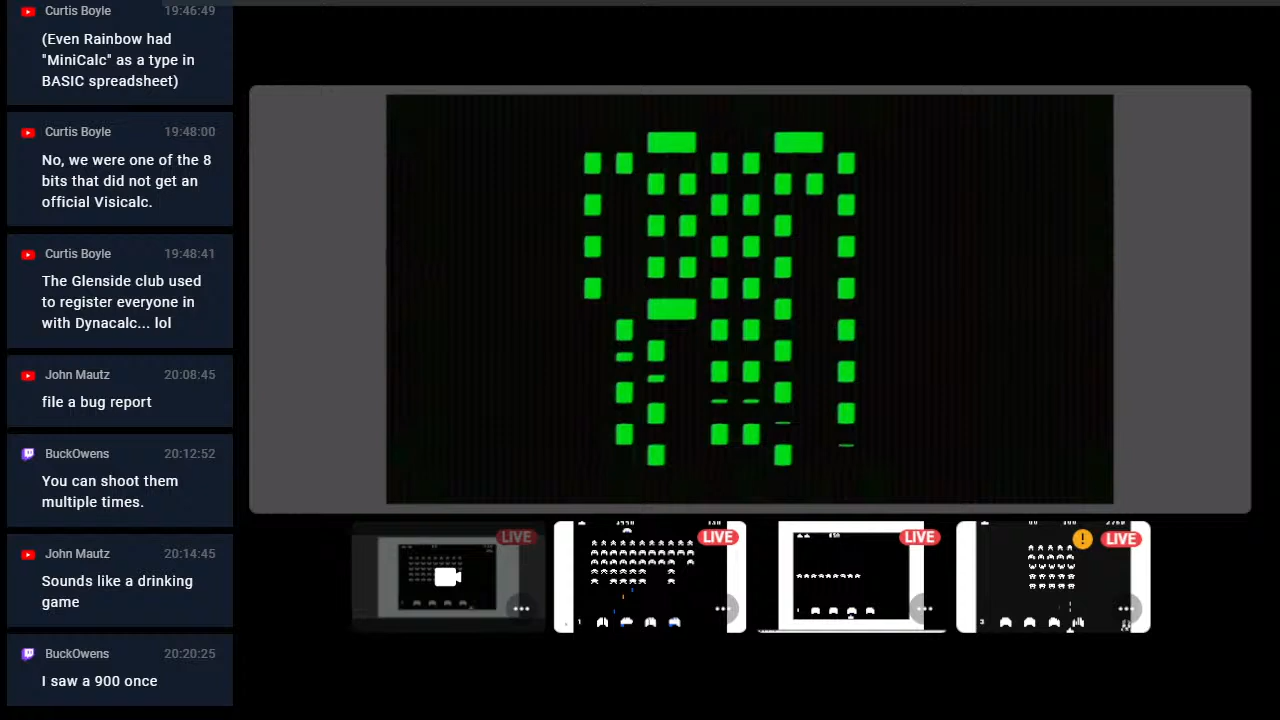 Curtis Boyle 19:46:49
(Even Rainbow had
"MiniCalc" as a type in
BASIC spreadsheet)
Curtis Boyle 19:48:00
No, we were one of the 8
bits that did not get an
official Visicalc.
Curtis Boyle 19:48:41
The Glenside club used
to register everyone in
with Dynacalc... lol
John Mautz 20:08:45
file a bug report
BuckOwens 20:12:52
You can shoot them
multiple times.
John Mautz 20:14:45
Sounds like a drinking
game
BuckOwens 20:20:25
I saw a 900 once
LIVE
LIVE
LIVE
! LIVE